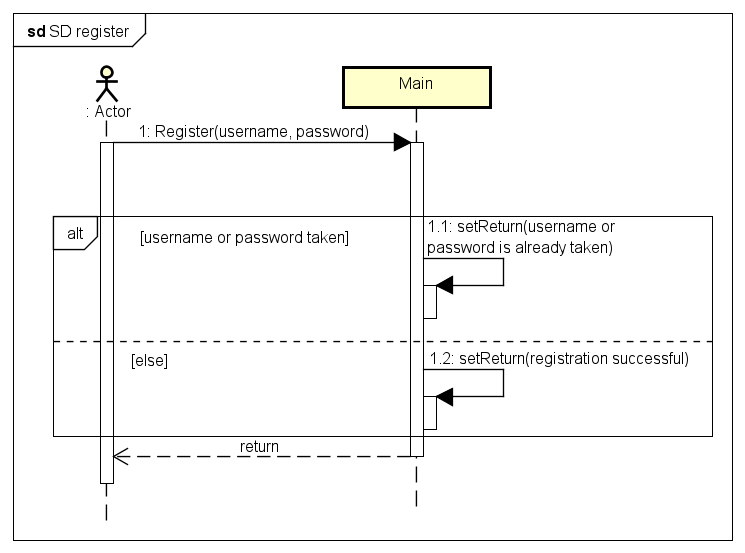 sd SD register
: Actor
Main
1: Register(username, password)
alt
[username or password taken]
1.1: setReturn(username or
password is already taken)
[else]
1.2: setReturn(registration successful)
return